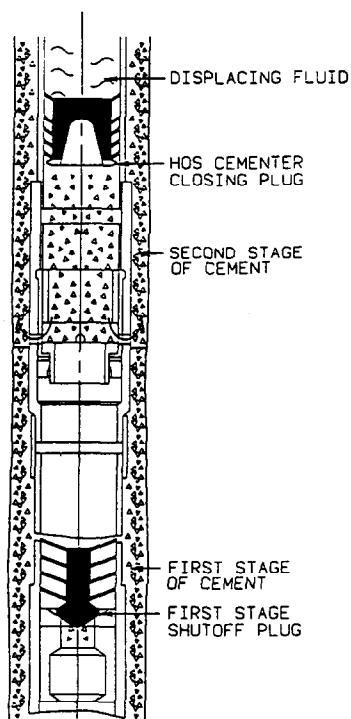 DISPLACING FLUID
HOS CEMENTER
CLOSING PLUG
SECOND STAGE
OF CEMENT
FIRST STAGE
OF CEMENT
FIRST STAGE
SHUTOFF PLUG